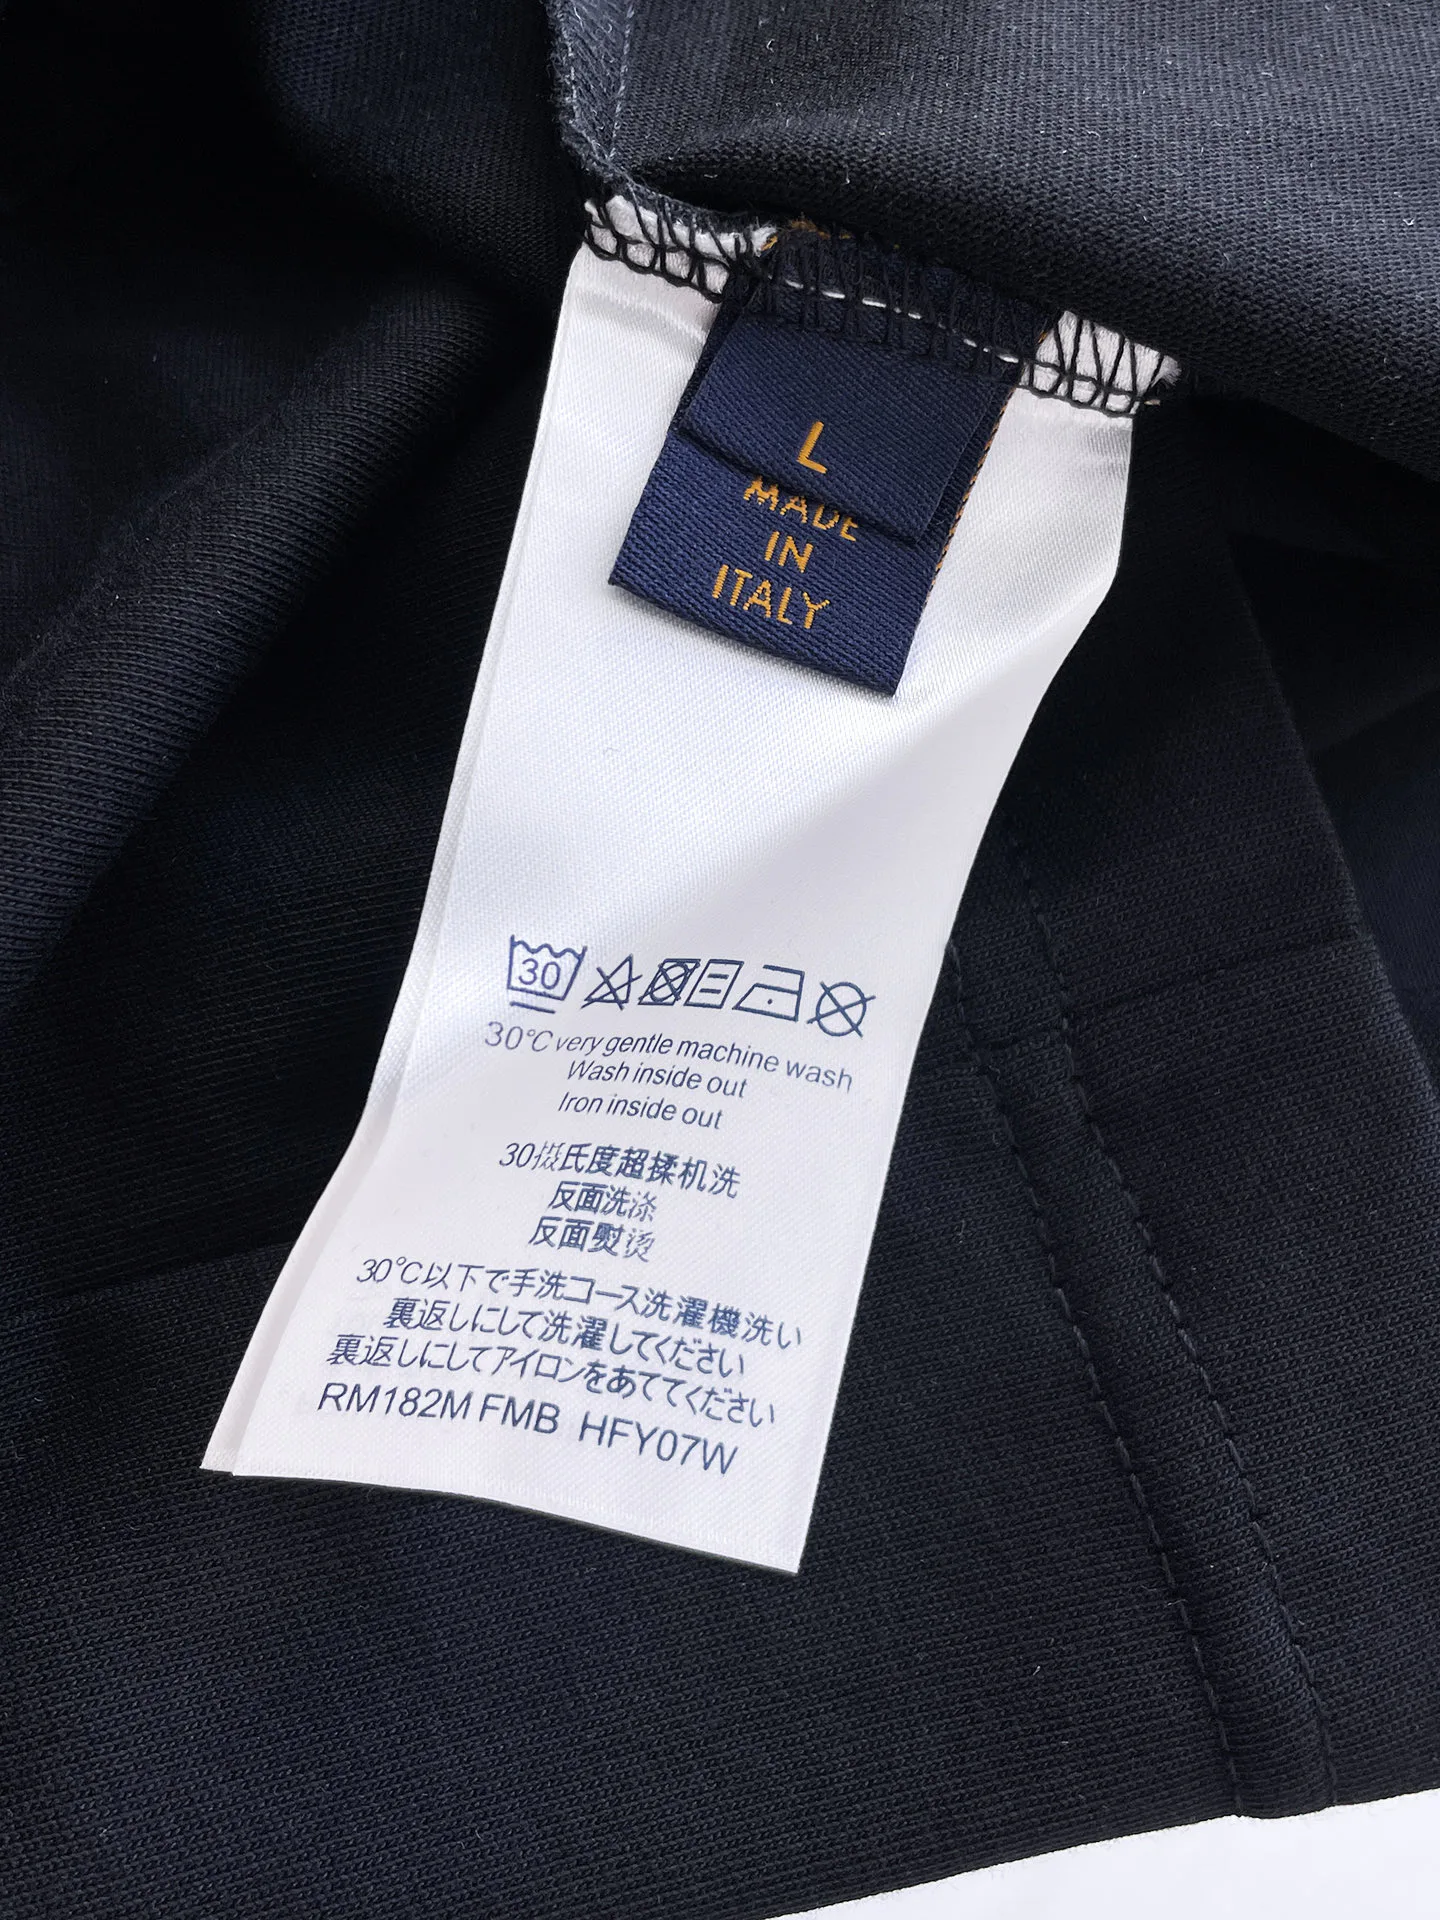 L
MADE
IN
ITALY
30
30°C very gentle machine wash
Wash inside out
Iron inside out
30摄氏度超揉机洗
反面洗涤
反面熨烫
30°C以下で手洗コース洗濯機洗い
裏返しにして洗濯してください
裏返しにしてアイロンをあててください
RM182M FMB HFY07W